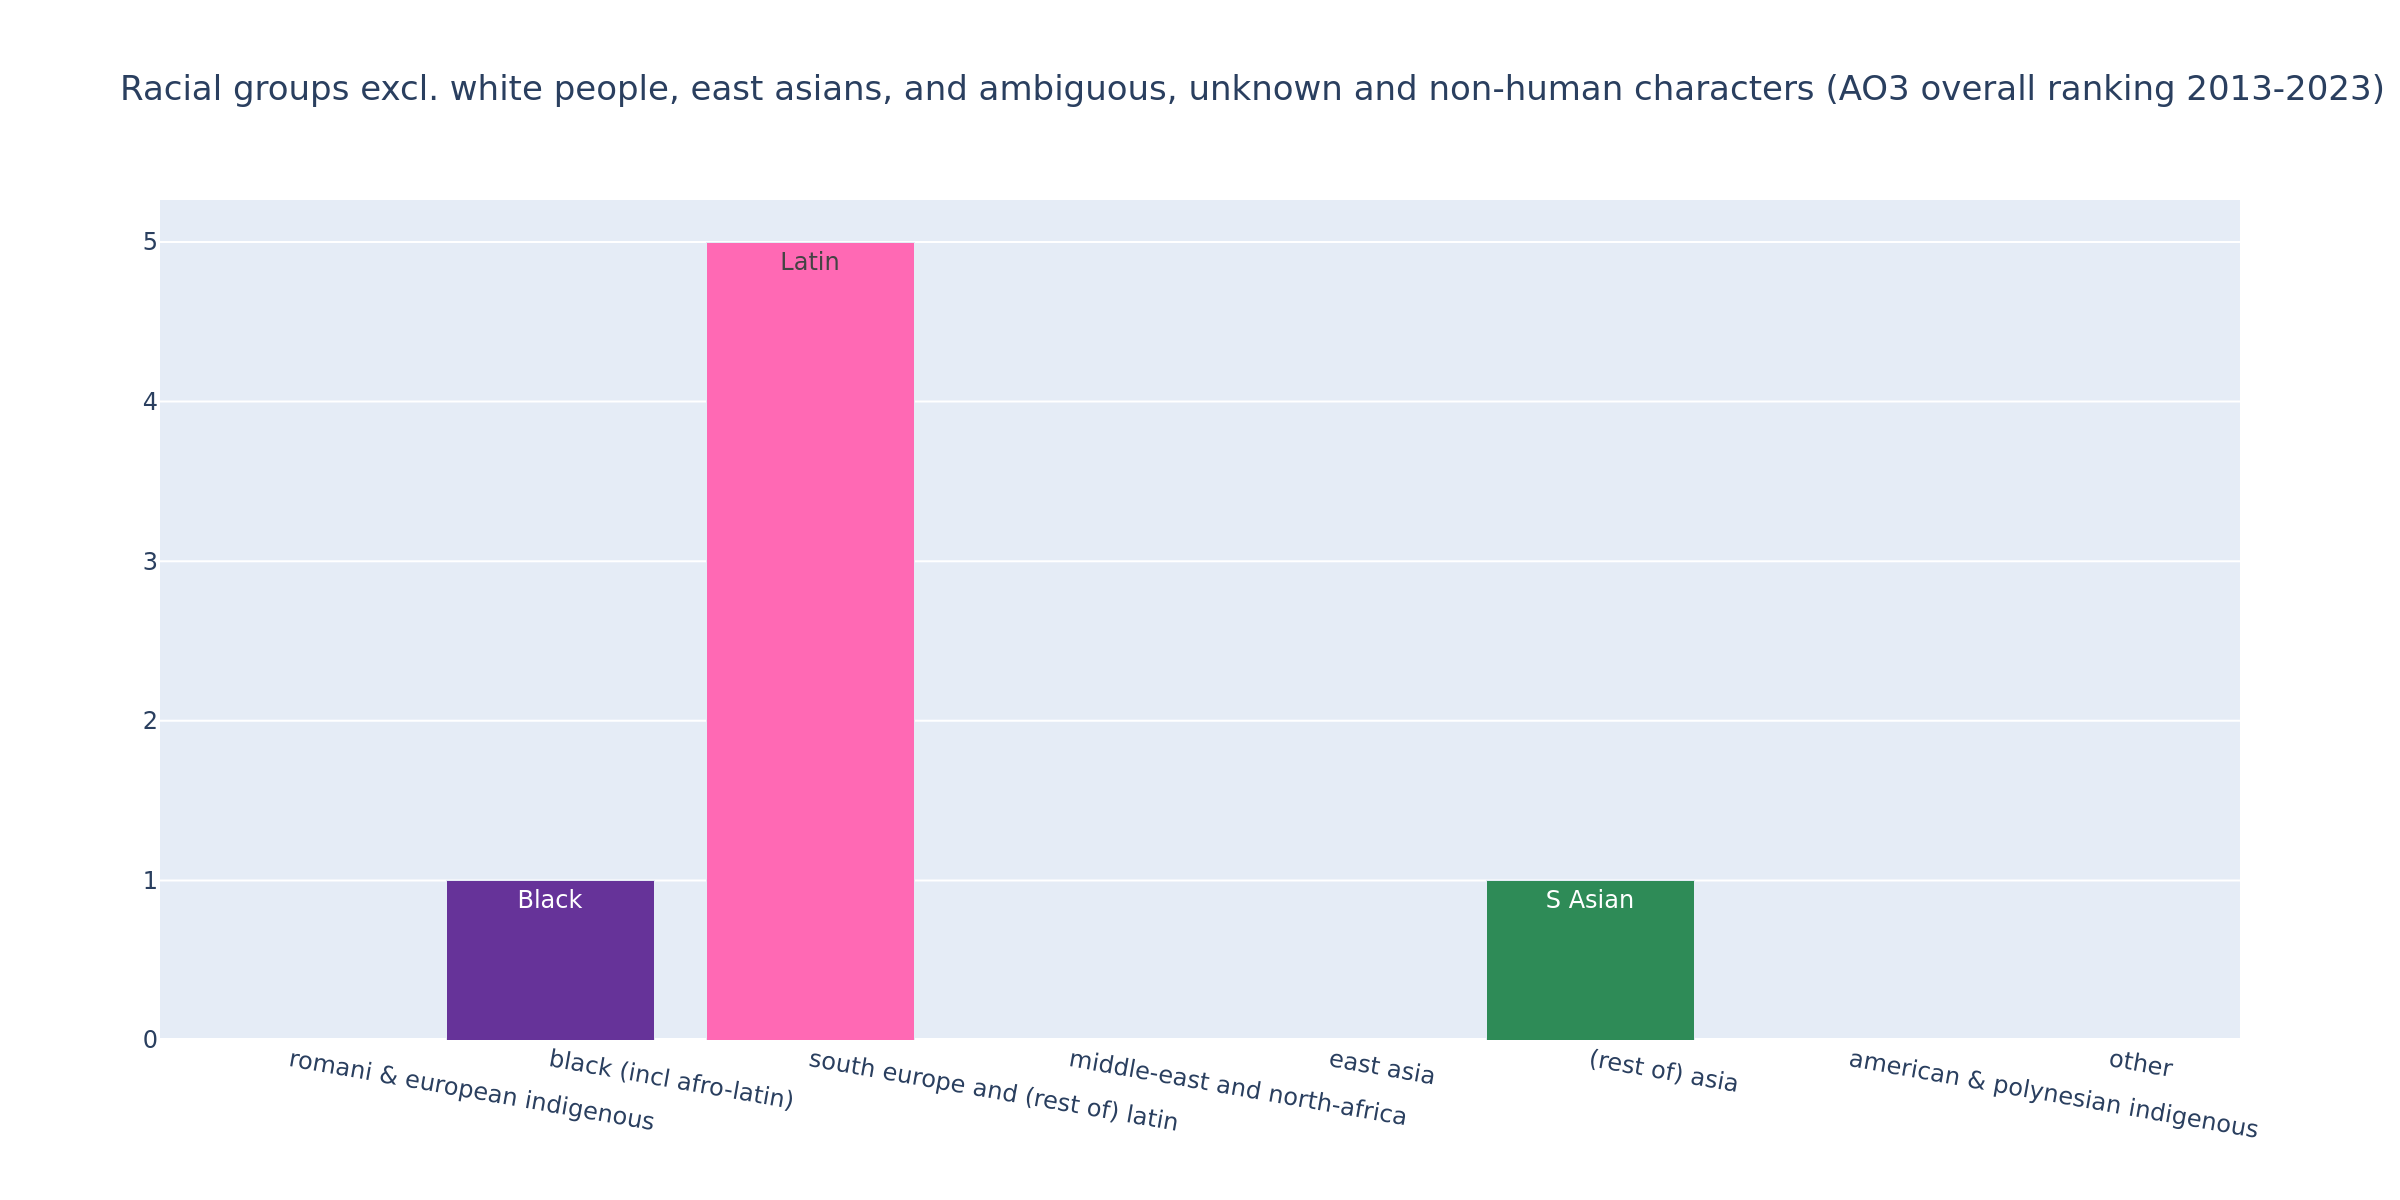 Racial groups excl. white people, east asians, and ambiguous, unknown and non-human characters (AO3 overall ranking 2013-2023)
5
4
3
2
1
0
Latin
Black
S Asian
romani & european indigenous
black (incl afro-latin)
south europe and (rest of) latin
middle-east and north-africa
east asia
(rest of) asia
american & polynesian indigenous
other